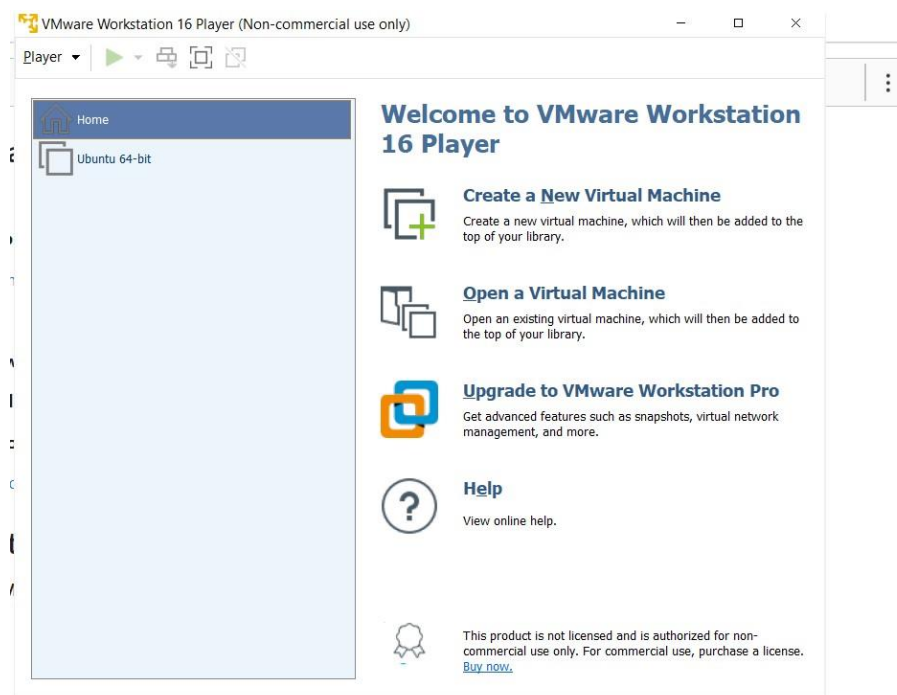 VMware Workstation 16 Player (Non-commercial use only)
Player
Home
Ubuntu 64-bit
Welcome to VMware Workstation
16 Player
Create a New Virtual Machine
Create a new virtual machine, which will then be added to the
top of your library.
Open a Virtual Machine
Open an existing virtual machine, which will then be added to
the top of your library.
Upgrade to VMware Workstation Pro
Get advanced features such as snapshots, virtual network
management, and more.
Help
View online help.
This product is not licensed and is authorized for non-
commercial use only. For commercial use, purchase a license.
Buy now.